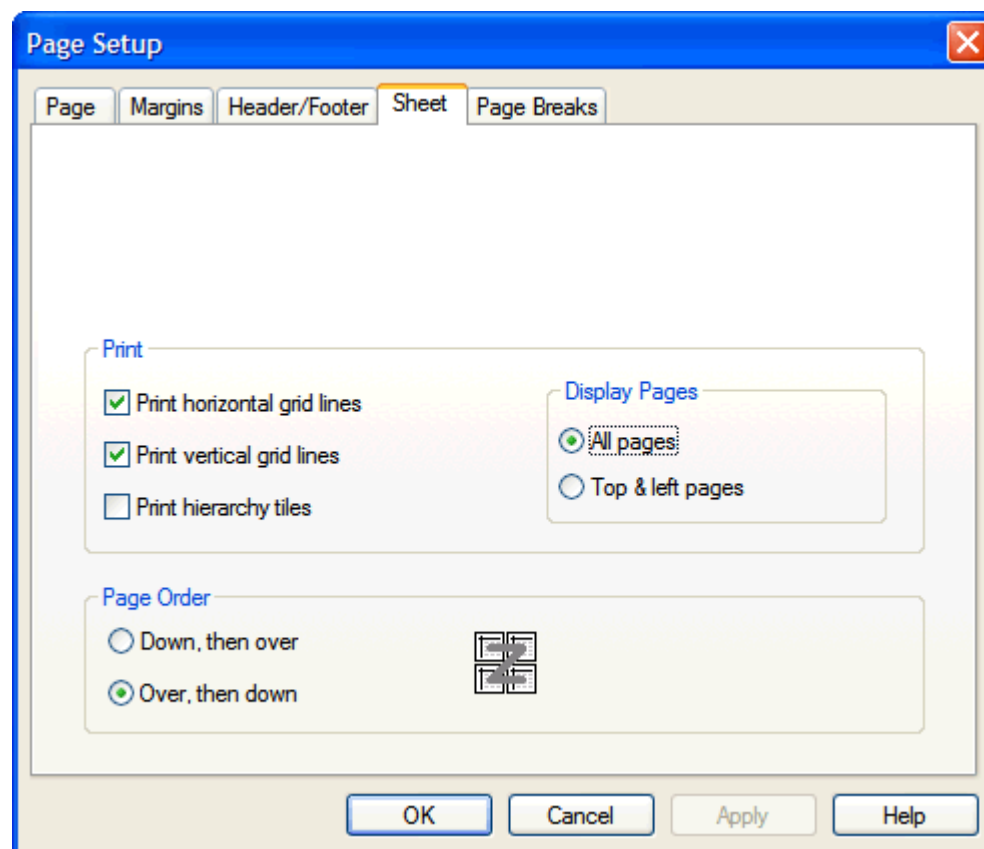 Page Setup
Page Margins Header/Footer Sheet Page Breaks
Print
Print horizontal grid lines
Print vertical grid lines
Print hierarchy tiles
Display Pages
All pages
Top & left pages
Page Order
Down, then over
Over, then down
OK Cancel Apply Help